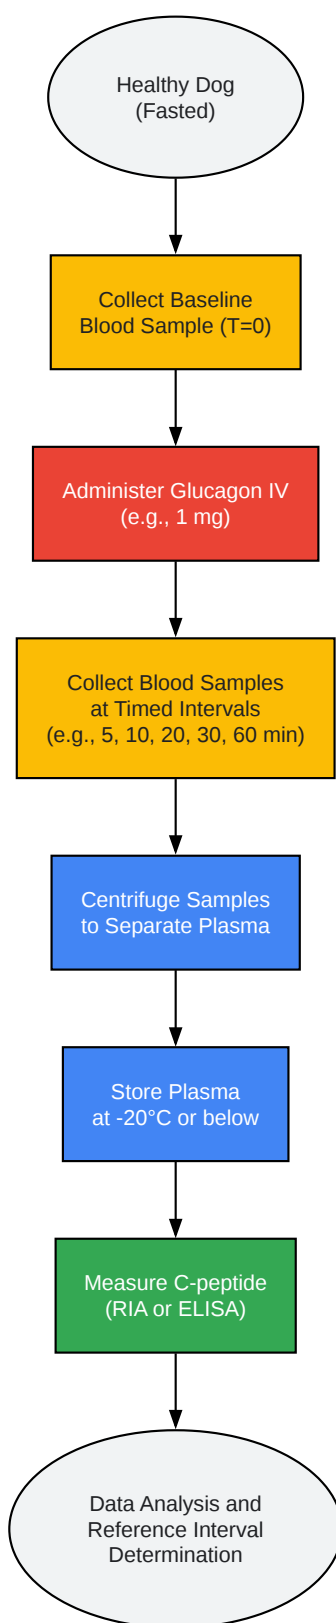 Healthy Dog
(Fasted)
Collect Baseline
Blood Sample (T=0)
Administer Glucagon IV
(e.g., 1 mg)
Collect Blood Samples
at Timed Intervals
(e.g., 5, 10, 20, 30, 60 min)
Centrifuge Samples
to Separate Plasma
Store Plasma
at -20°C or below
Measure C-peptide
(RIA or ELISA)
Data Analysis and
Reference Interval
Determination